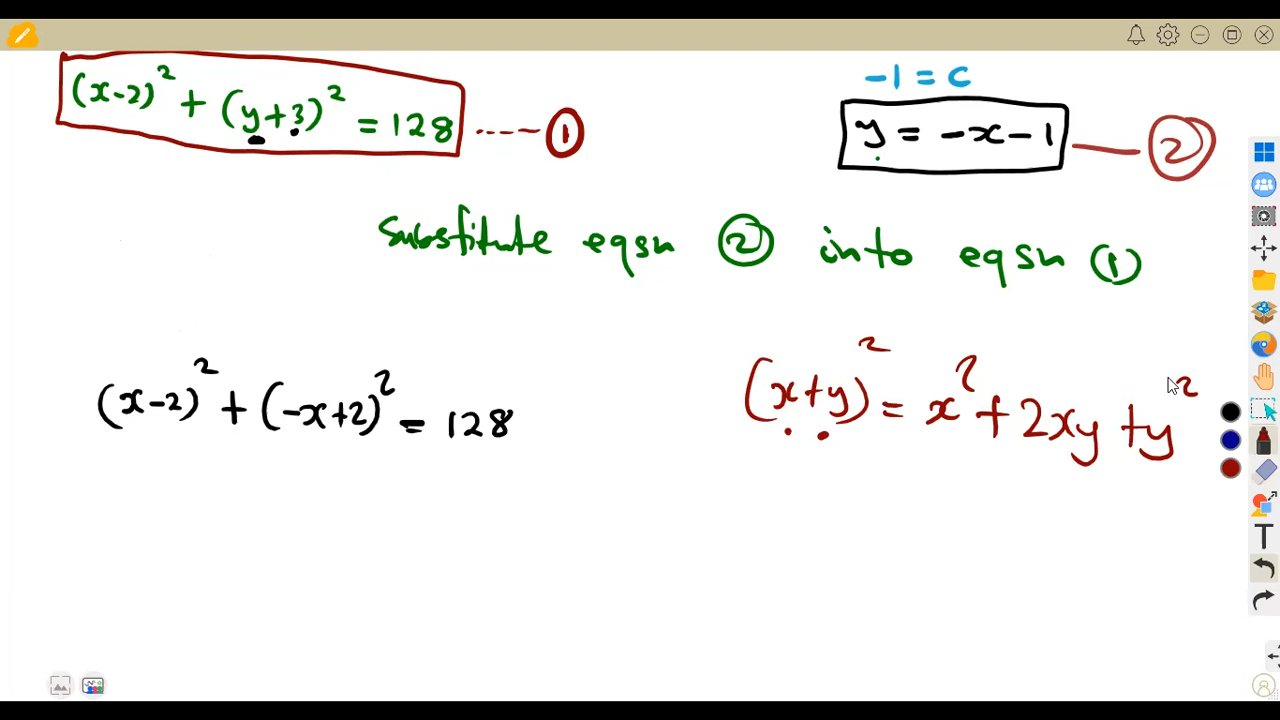 -1 = c
(x-2)² + (y+3)² = 128 ------ ①
y = -x-1 — ②
substitute eqsn ② into eqsn ①
(x-2)² + (-x+2)² = 128
(x+y)² = x² + 2xy + y²
T